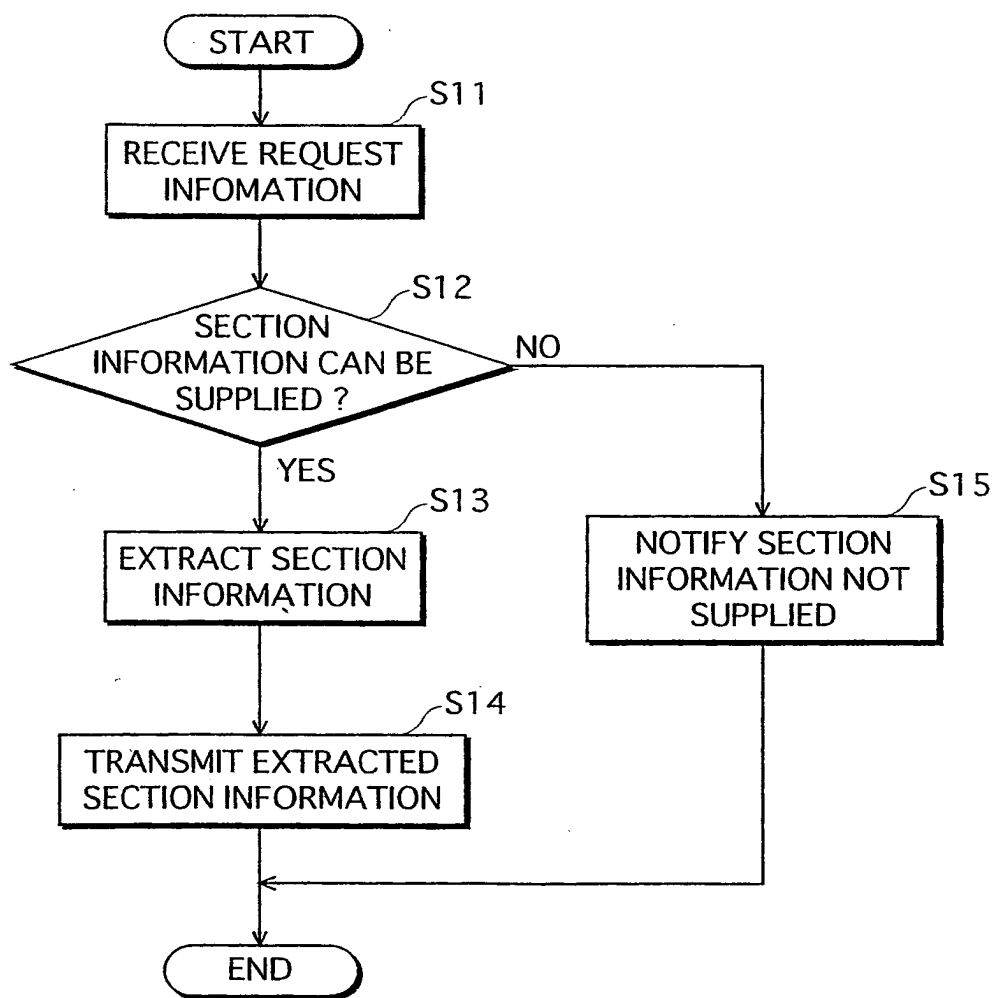 START
S11
RECEIVE REQUEST
INFOMATION
S12
SECTION
INFORMATION CAN BE
SUPPLIED ?
NO
YES
S13
EXTRACT SECTION
INFORMATION
S15
NOTIFY SECTION
INFORMATION NOT
SUPPLIED
S14
TRANSMIT EXTRACTED
SECTION INFORMATION
END